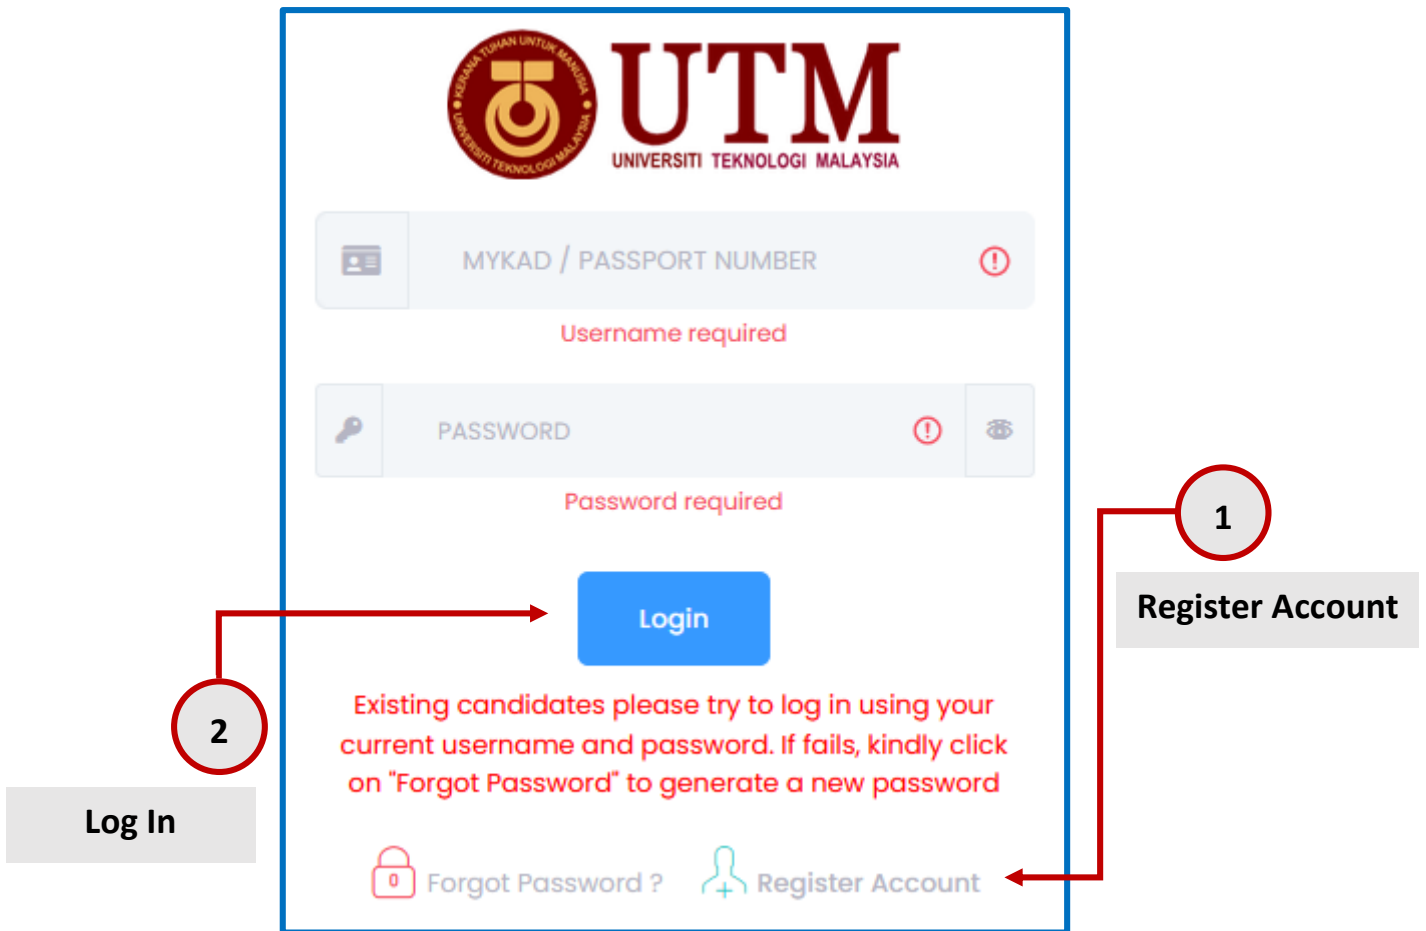 KERANA TUHAN UNTUK MANUSIA
UNIVERSITI TEKNOLOGI MALAYSIA
UTM
UNIVERSITI TEKNOLOGI MALAYSIA
MYKAD / PASSPORT NUMBER
Username required
PASSWORD
Password required
1
Register Account
Login
2
Log In
Existing candidates please try to log in using your
current username and password. If fails, kindly click
on "Forgot Password" to generate a new password
0
Forgot Password ?
Register Account